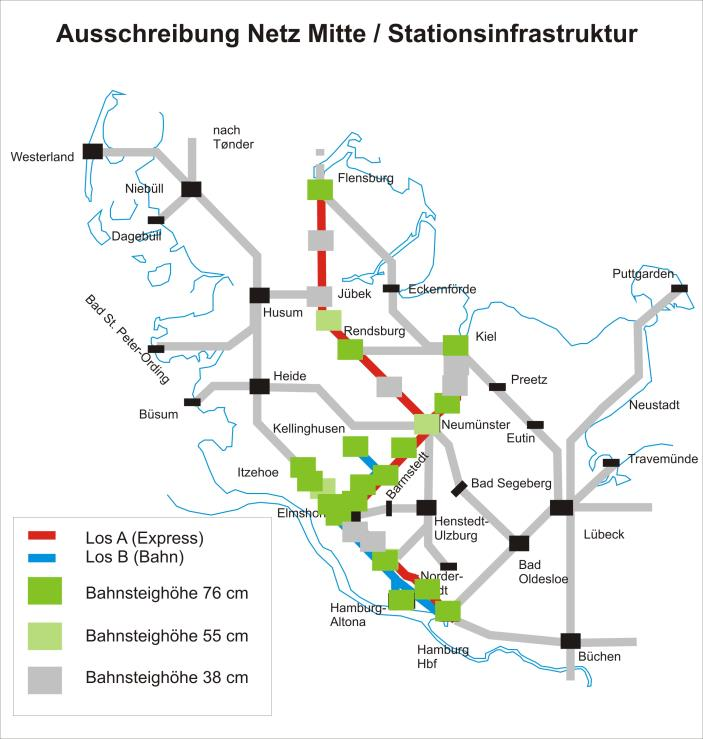 Ausschreibung Netz Mitte / Stationsinfrastruktur
nach
Tønder
Westerland
Flensburg
Niebüll
Dagebüll
Puttgarden
Eckernförde
Jübek
Husum
Bad St. Peter-Ording
Rendsburg
Kiel
Heide
Preetz
Büsum
Neustadt
Kellinghusen
Neumünster
Eutin
Itzehoe
Barmstedt
Travemünde
Bad Segeberg
Elmshorn
Henstedt-
Ulzburg
Lübeck
Bad
Oldesloe
Norder-
dt
Hamburg-
Altona
Hamburg
Hbf
Büchen
Los A (Express)
Los B (Bahn)
Bahnsteighöhe 76 cm
Bahnsteighöhe 55 cm
Bahnsteighöhe 38 cm